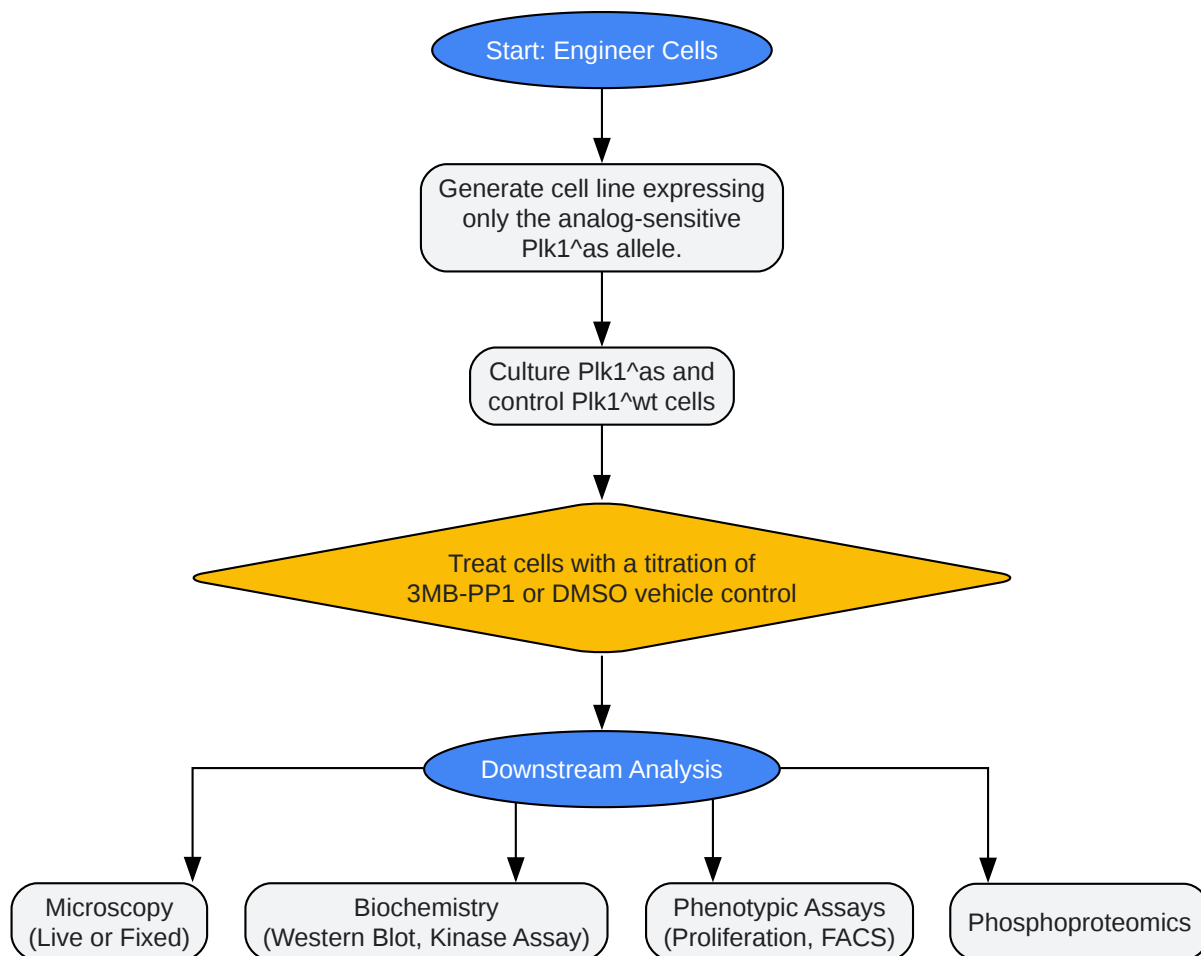 Start: Engineer Cells
Generate cell line expressing
only the analog-sensitive
Plk1^as allele.
Culture Plk1^as and
control Plk1^wt cells
Treat cells with a titration of
3MB-PP1 or DMSO vehicle control
Downstream Analysis
Microscopy
(Live or Fixed)
Biochemistry
(Western Blot, Kinase Assay)
Phenotypic Assays
(Proliferation, FACS)
Phosphoproteomics